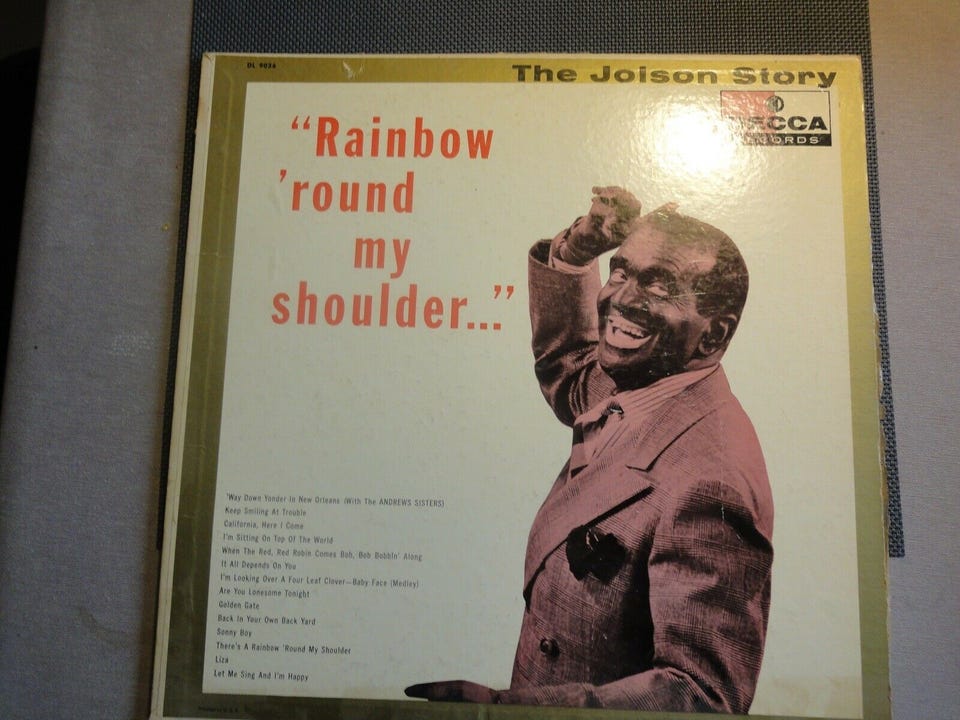 DL 9036
The Jolson Story
DECCA
RECORDS
“Rainbow
’round
my
shoulder...”
'Way Down Yonder In New Orleans (With The ANDREWS SISTERS)
Keep Smiling At Trouble
California, Here I Come
I'm Sitting On Top Of The World
When The Red, Red Robin Comes Bob, Bob Bobbin' Along
It All Depends On You
I'm Looking Over A Four Leaf Clover—Baby Face (Medley)
Are You Lonesome Tonight
Golden Gate
Back In Your Own Back Yard
Sonny Boy
There's A Rainbow 'Round My Shoulder
Liza
Let Me Sing And I'm Happy